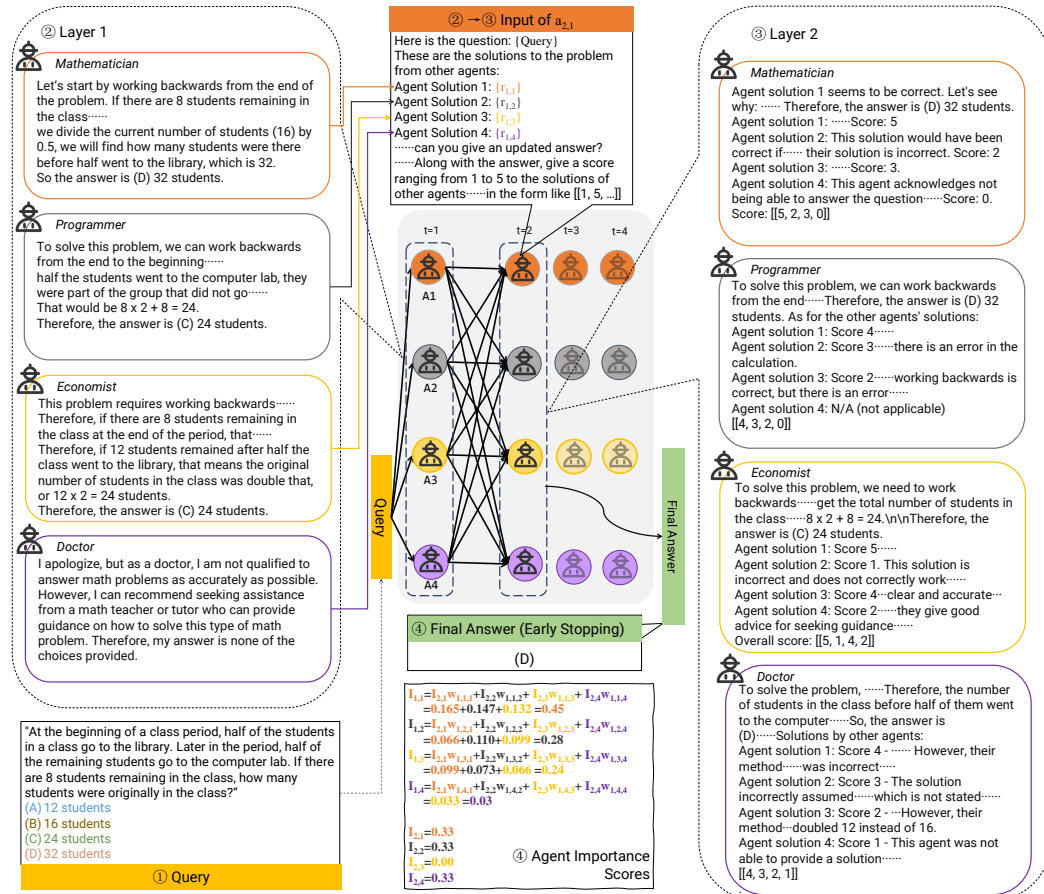 ② Layer 1
Mathematician
Let's start by working backwards from the end of
the problem. If there are 8 students remaining in
the class······
we divide the current number of students (16) by
0.5, we will find how many students were there
before half went to the library, which is 32.
So the answer is (D) 32 students.
Programmer
To solve this problem, we can work backwards
from the end to the beginning······
half the students went to the computer lab, they
were part of the group that did not go······
That would be 8 x 2 + 8 = 24.
Therefore, the answer is (C) 24 students.
Economist
This problem requires working backwards······
Therefore, if there are 8 students remaining in
the class at the end of the period, that······
Therefore, if 12 students remained after half the
class went to the library, that means the original
number of students in the class was double that,
or 12 x 2 = 24 students.
Therefore, the answer is (C) 24 students.
Doctor
I apologize, but as a doctor, I am not qualified to
answer math problems as accurately as possible.
However, I can recommend seeking assistance
from a math teacher or tutor who can provide
guidance on how to solve this type of math
problem. Therefore, my answer is none of the
choices provided.
"At the beginning of a class period, half of the students
in a class go to the library. Later in the period, half of
the remaining students go to the computer lab. If there
are 8 students remaining in the class, how many
students were originally in the class?"
(A) 12 students
(B) 16 students
(C) 24 students
(D) 32 students
① Query
② →③ Input of a2,1
Here is the question: {Query}
These are the solutions to the problem
from other agents:
Agent Solution 1: {r1,1}
Agent Solution 2: {r1,2}
Agent Solution 3: {r1,3}
Agent Solution 4: {r1,4}
······can you give an updated answer?
······Along with the answer, give a score
ranging from 1 to 5 to the solutions of
other agents······in the form like [[1, 5, …]]
t=1 t=2 t=3 t=4
A1
A2
A3
A4
Query
Final Answer
④ Final Answer (Early Stopping)
(D)
I1,1=I2,1w1,1,1+I2,2w1,1,2+ I2,3w1,1,3+ I2,4w1,1,4
=0.165+0.147+0.132 =0.45
I1,2=I2,1w1,2,1+I2,2w1,2,2+ I2,3w1,2,3+ I2,4w1,2,4
=0.066+0.110+0.099 =0.28
I1,3=I2,1w1,3,1+I2,2w1,3,2+ I2,3w1,3,3+ I2,4w1,3,4
=0.099+0.073+0.066 =0.24
I1,4=I2,1w1,4,1+I2,2w1,4,2+ I2,3w1,4,3+ I2,4w1,4,4
=0.033 =0.03
I2,1=0.33
I2,2=0.33
I2,3=0.00
I2,4=0.33
④ Agent Importance
Scores
③ Layer 2
Mathematician
Agent solution 1 seems to be correct. Let's see
why: ······ Therefore, the answer is (D) 32 students.
Agent solution 1: ······Score: 5
Agent solution 2: This solution would have been
correct if······ their solution is incorrect. Score: 2
Agent solution 3: ······Score: 3.
Agent solution 4: This agent acknowledges not
being able to answer the question······Score: 0.
Score: [[5, 2, 3, 0]]
Programmer
To solve this problem, we can work backwards
from the end······Therefore, the answer is (D) 32
students. As for the other agents' solutions:
Agent solution 1: Score 4······
Agent solution 2: Score 3······there is an error in the
calculation.
Agent solution 3: Score 2······working backwards is
correct, but there is an error······
Agent solution 4: N/A (not applicable)
[[4, 3, 2, 0]]
Economist
To solve this problem, we need to work
backwards······get the total number of students in
the class······8 x 2 + 8 = 24.\n\nTherefore, the
answer is (C) 24 students.
Agent solution 1: Score 5······
Agent solution 2: Score 1. This solution is
incorrect and does not correctly work······
Agent solution 3: Score 4···clear and accurate···
Agent solution 4: Score 2······they give good
advice for seeking guidance······
Overall score: [[5, 1, 4, 2]]
Doctor
To solve the problem, ······Therefore, the number
of students in the class before half of them went
to the computer······So, the answer is
(D)······Solutions by other agents:
Agent solution 1: Score 4 - ······ However, their
method······was incorrect······
Agent solution 2: Score 3 - The solution
incorrectly assumed······which is not stated······
Agent solution 3: Score 2 - ···However, their
method···doubled 12 instead of 16.
Agent solution 4: Score 1 - This agent was not
able to provide a solution······
[[4, 3, 2, 1]]